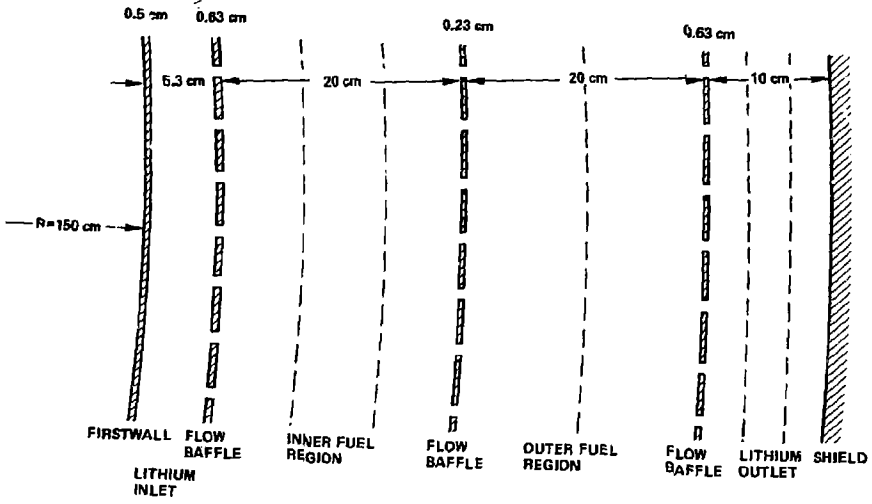 0.5 cm
0.63 cm
0.23 cm
0.63 cm
5.3 cm
20 cm
20 cm
10 cm
R=150 cm
FIRSTWALL
FLOW
BAFFLE
INNER FUEL
REGION
FLOW
BAFFLE
OUTER FUEL
REGION
FLOW
BAFFLE
LITHIUM
OUTLET
SHIELD
LITHIUM
INLET